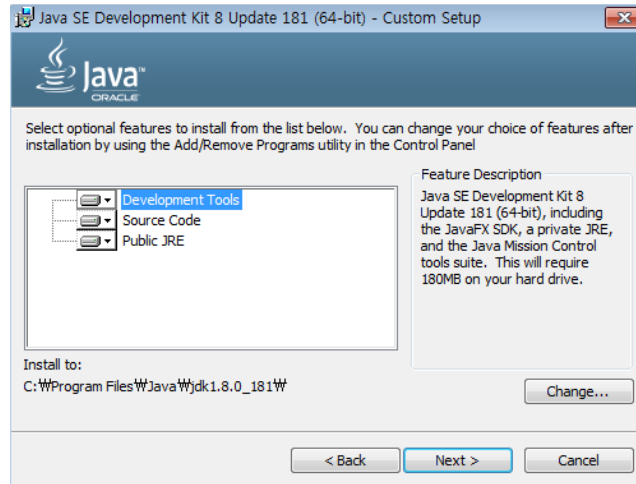 Java SE Development Kit 8 Update 181 (64-bit) - Custom Setup
Java™
ORACLE
Select optional features to install from the list below. You can change your choice of features after
installation by using the Add/Remove Programs utility in the Control Panel
Development Tools
Source Code
Public JRE
Feature Description
Java SE Development Kit 8
Update 181 (64-bit), including
the JavaFX SDK, a private JRE,
and the Java Mission Control
tools suite. This will require
180MB on your hard drive.
Install to:
C:₩Program Files₩Java₩jdk1.8.0_181₩
Change...
< Back
Next >
Cancel